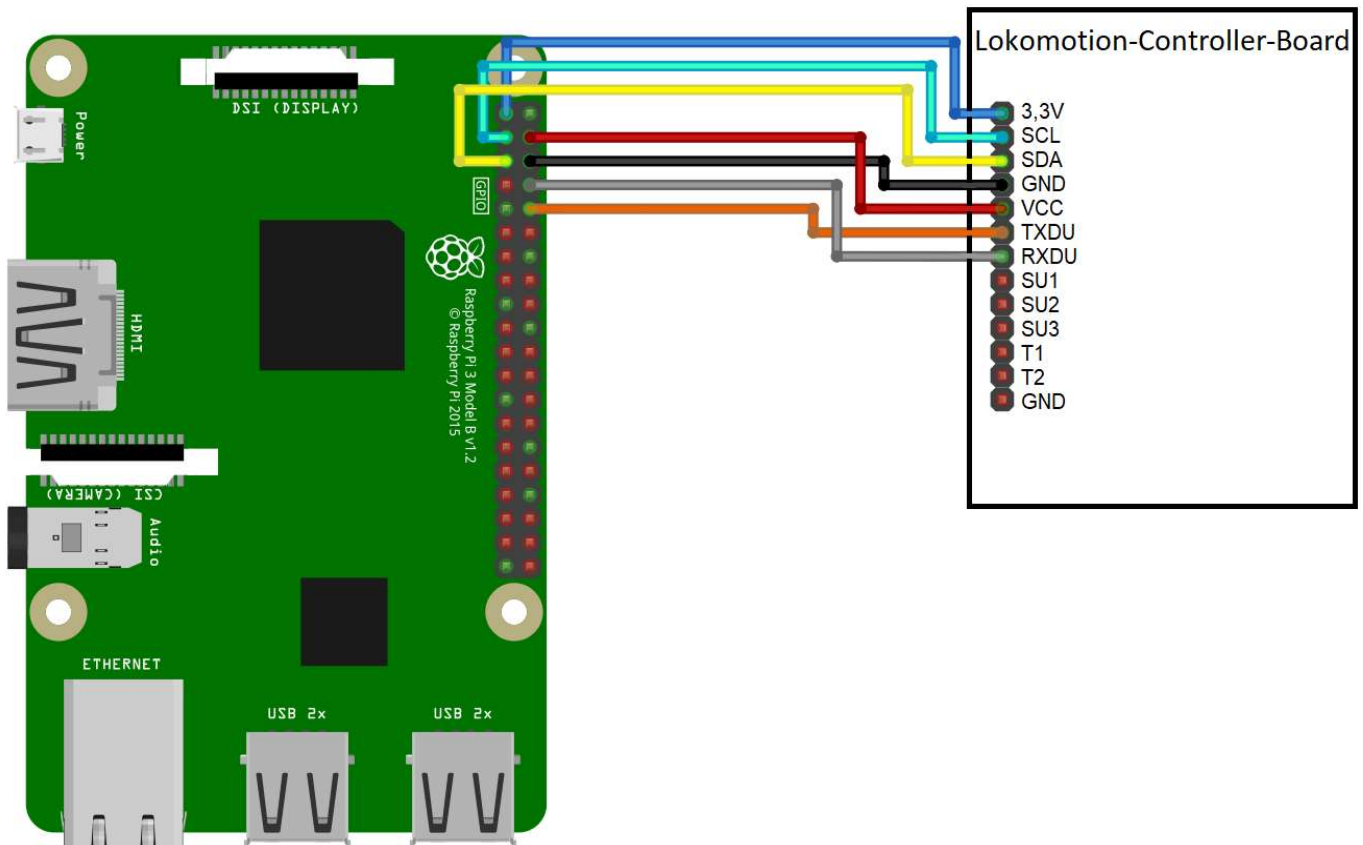 Lokomotion-Controller-Board
DSI (DISPLAY)
Power
3,3V
SCL
SDA
GND
VCC
TXDU
RXDU
SU1
SU2
SU3
T1
T2
GND
GPIO
Raspberry Pi 3 Model B v1.2
© Raspberry Pi 2015
HDMI
CSI (CAMERA)
Audio
ETHERNET
USB 2x
USB 2x